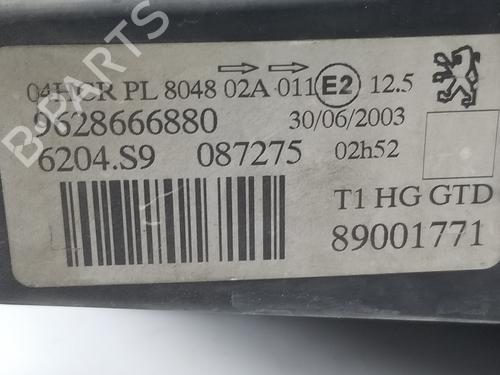 04HCR PL 8048 02A 011 E2 12.5
9628666880 30/06/2003
6204.S9 087275 02h52
T1 HG GTD
89001771
B-PARTS